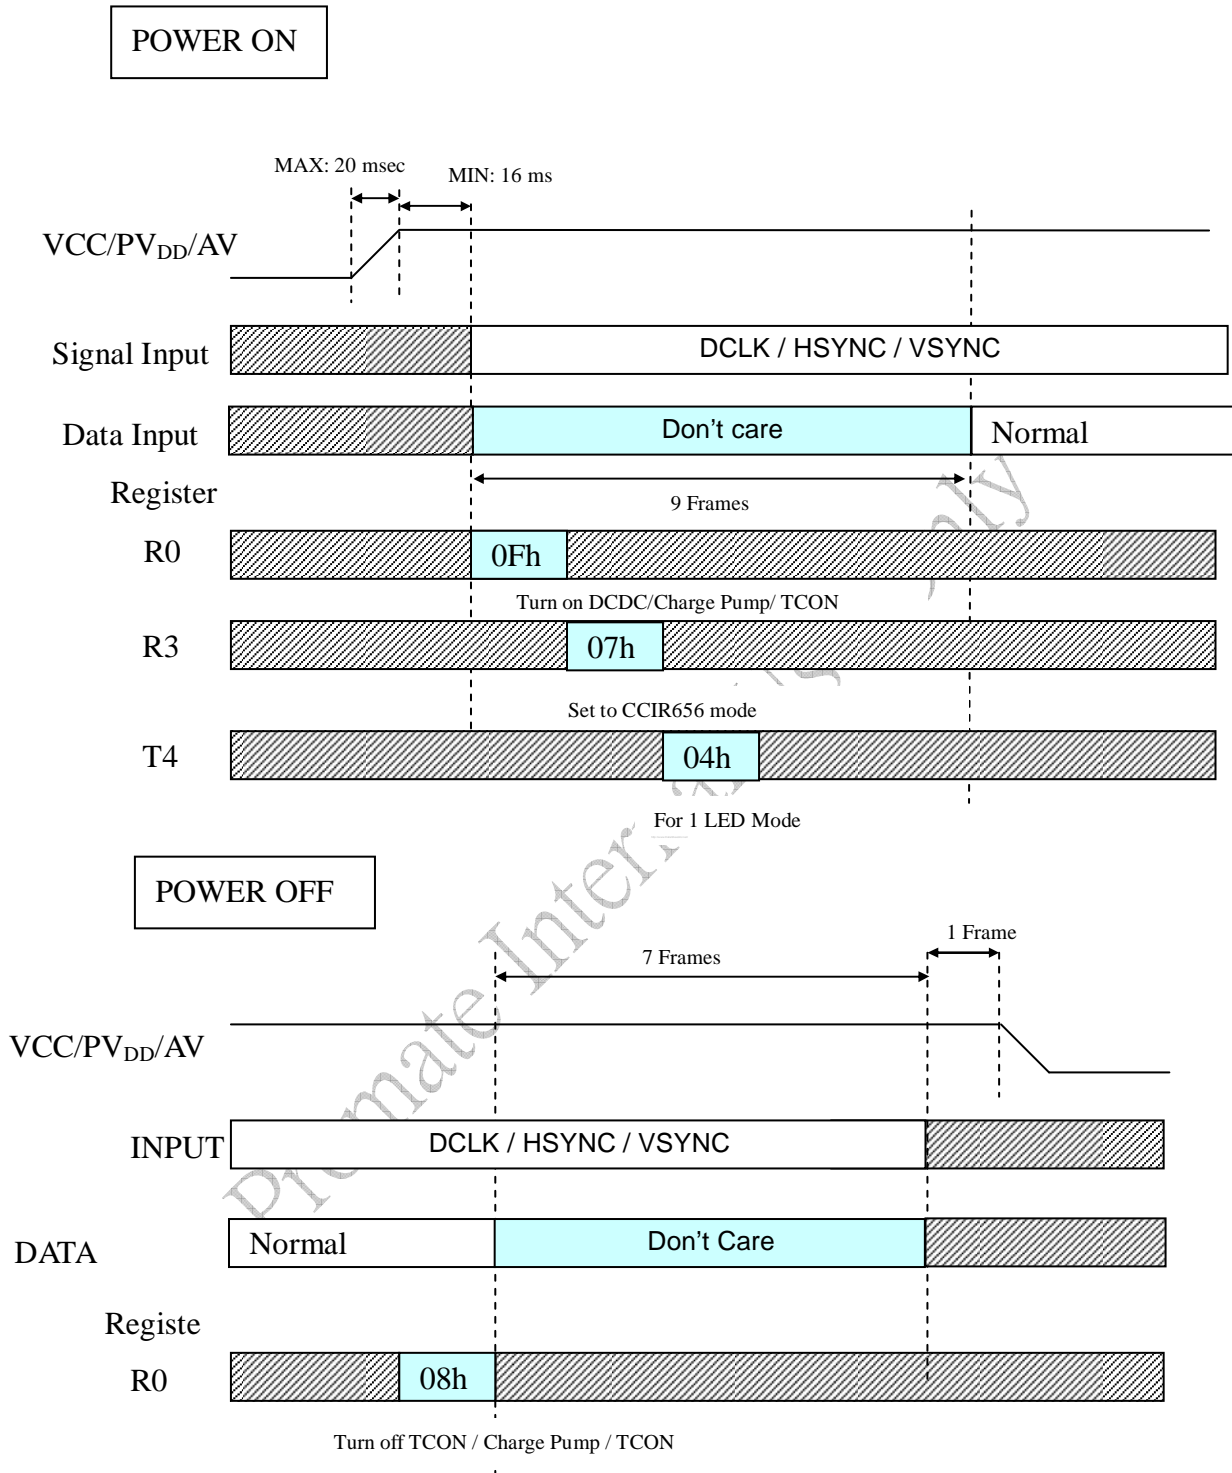 POWER ON
MAX: 20 msec
MIN: 16 ms
VCC/PVDD/AV
Signal Input
DCLK / HSYNC / VSYNC
Data Input
Don't care
Normal
Register
9 Frames
R0
0Fh
Turn on DCDC/Charge Pump/ TCON
R3
07h
Set to CCIR656 mode
T4
04h
For 1 LED Mode
POWER OFF
1 Frame
7 Frames
VCC/PVDD/AV
INPUT
DCLK / HSYNC / VSYNC
DATA
Normal
Don't Care
Registe
R0
08h
Turn off TCON / Charge Pump / TCON